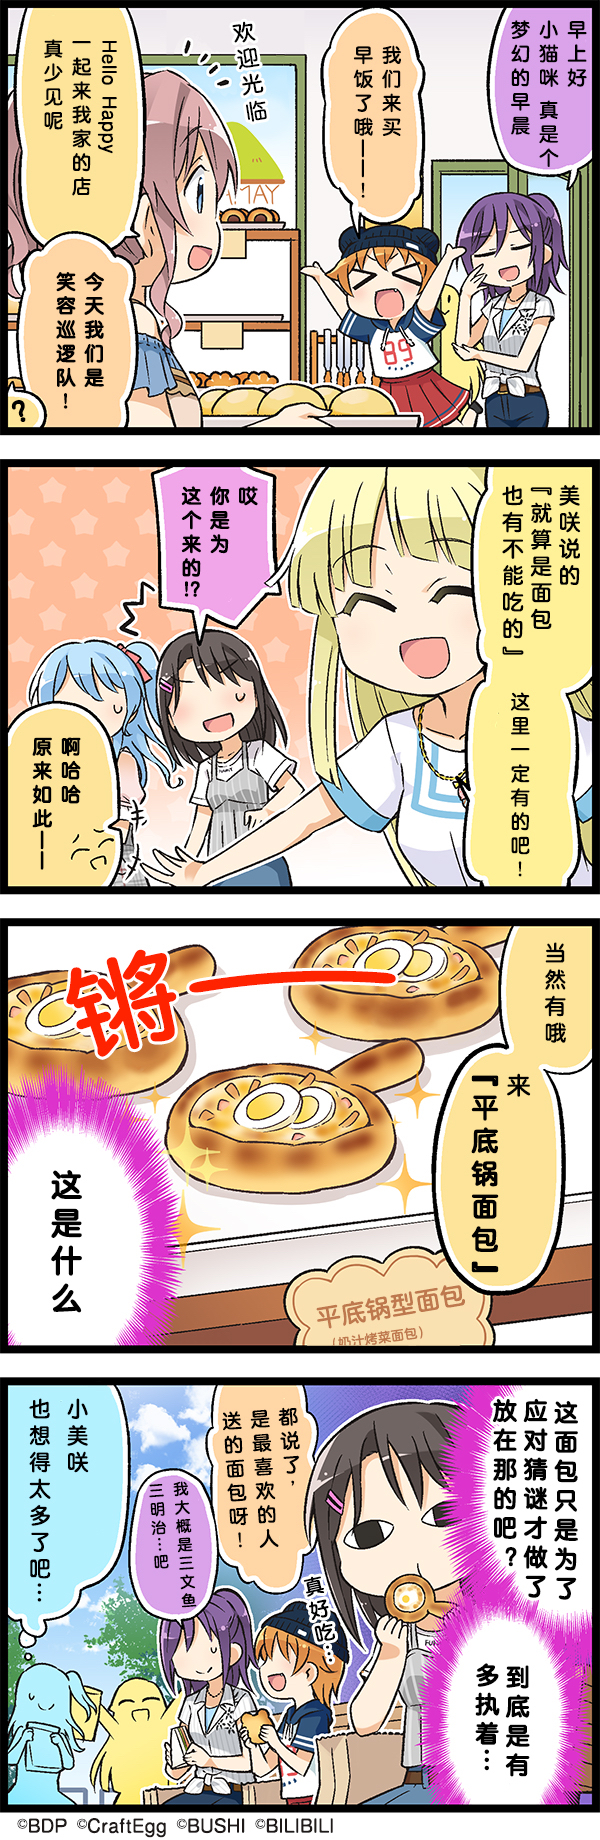 早上好
小猫咪 真是个
梦幻的早晨
我们来买
早饭了哦——！
欢迎光临
Hello Happy
一起来我家的店
真少见呢
今天我们是
笑容巡逻队！
?
AMAY
89
美咲说的
『就算是面包
也有不能吃的』
这里一定有的吧！
哎
你是为
这个来的!?
啊哈哈
原来如此——
当然有哦
来
『平底锅面包』
锵——
这是什么
平底锅型面包
（奶汁烤菜面包）
这面包只是为了
应对猜谜才做了
放在那的吧？
到底是有
多执着…
真好吃…
都说了，
是最喜欢的人
送的面包呀！
我大概是三文鱼
三明治…吧
小美咲
也想得太多了吧…
©BDP ©CraftEgg ©BUSHI ©BILIBILI